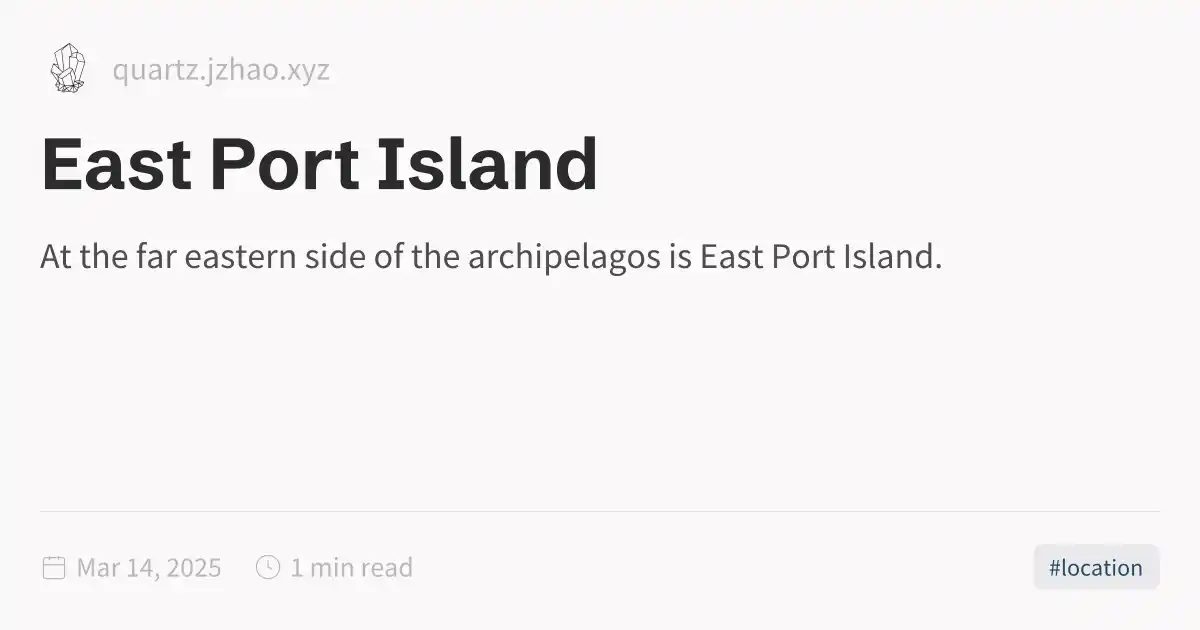 quartz.jzhao.xyz
East Port Island
At the far eastern side of the archipelagos is East Port Island.
Mar 14, 2025 1 min read
#location